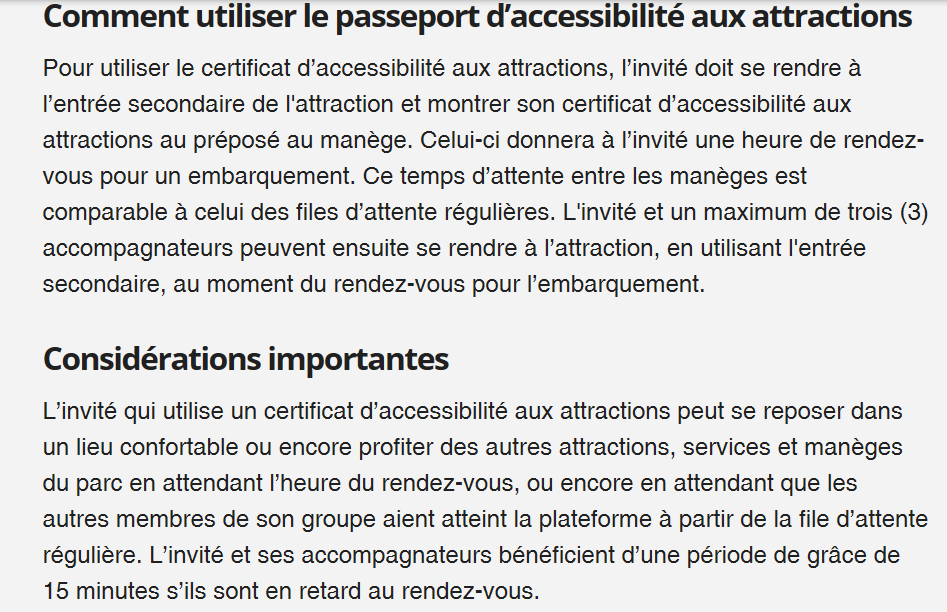 Comment utiliser le passeport d’accessibilité aux attractions
Pour utiliser le certificat d’accessibilité aux attractions, l’invité doit se rendre à
l’entrée secondaire de l'attraction et montrer son certificat d’accessibilité aux
attractions au préposé au manège. Celui-ci donnera à l’invité une heure de rendez-
vous pour un embarquement. Ce temps d’attente entre les manèges est
comparable à celui des files d’attente régulières. L'invité et un maximum de trois (3)
accompagnateurs peuvent ensuite se rendre à l’attraction, en utilisant l'entrée
secondaire, au moment du rendez-vous pour l’embarquement.
Considérations importantes
L’invité qui utilise un certificat d’accessibilité aux attractions peut se reposer dans
un lieu confortable ou encore profiter des autres attractions, services et manèges
du parc en attendant l’heure du rendez-vous, ou encore en attendant que les
autres membres de son groupe aient atteint la plateforme à partir de la file d’attente
régulière. L’invité et ses accompagnateurs bénéficient d’une période de grâce de
15 minutes s’ils sont en retard au rendez-vous.